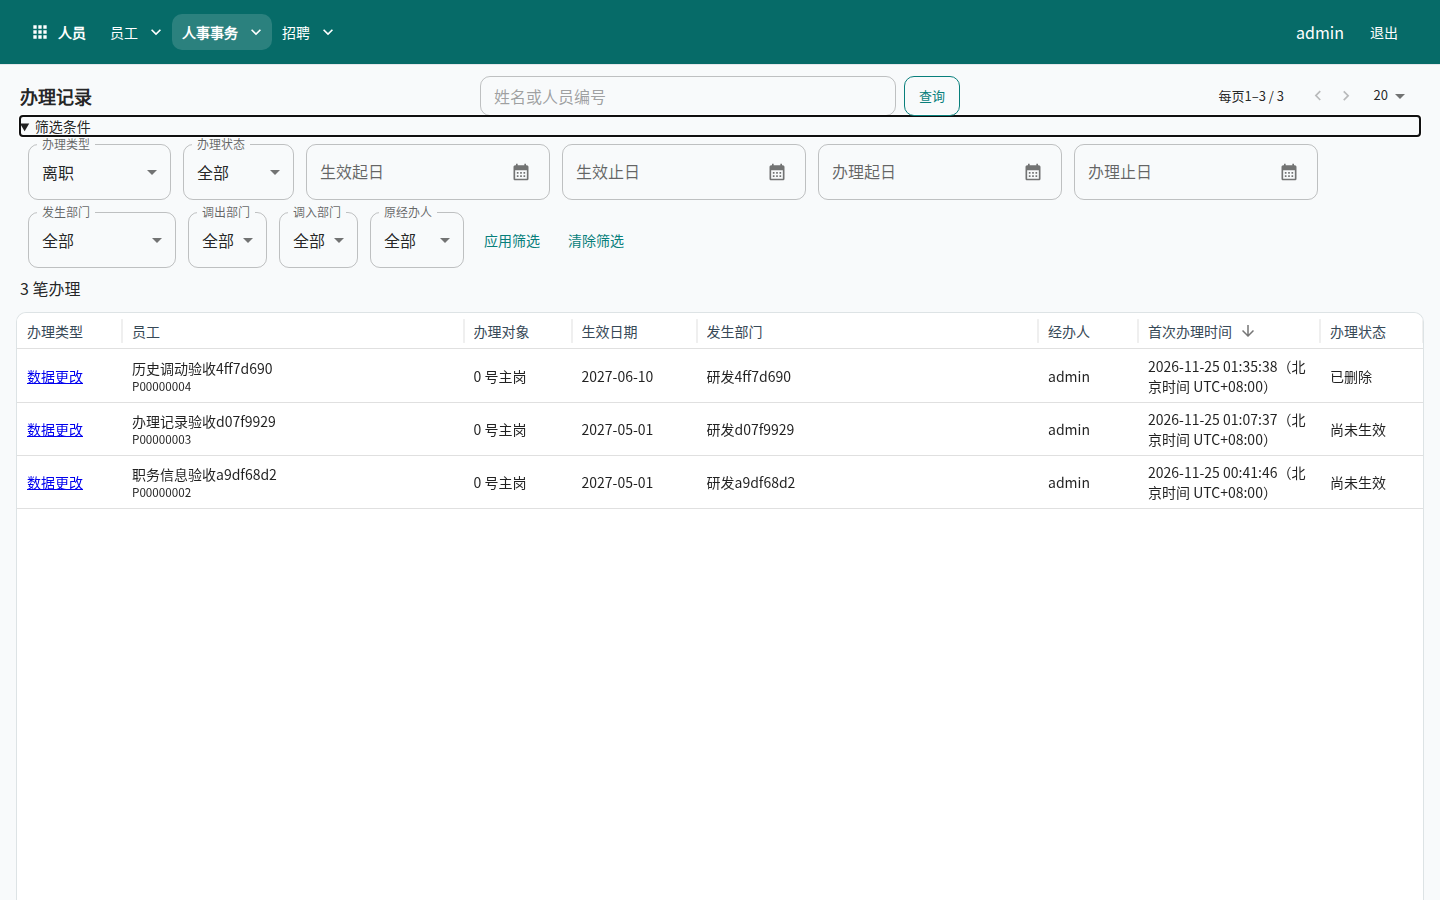 人员 员工 人事事务 招聘 admin 退出
办理记录 姓名或人员编号 查询 每页1–3 / 3 20
筛选条件
办理类型 办理状态
离职 全部 生效起日 生效止日 办理起日 办理止日
发生部门 调出部门 调入部门 原经办人
全部 全部 全部 全部 应用筛选 清除筛选
3 笔办理
办理类型 员工 办理对象 生效日期 发生部门 经办人 首次办理时间 办理状态
数据更改 历史调动验收4ff7d690 0 号主岗 2027-06-10 研发4ff7d690 admin 2026-11-25 01:35:38（北 已删除
P00000004 京时间 UTC+08:00）
数据更改 办理记录验收d07f9929 0 号主岗 2027-05-01 研发d07f9929 admin 2026-11-25 01:07:37（北 尚未生效
P00000003 京时间 UTC+08:00）
数据更改 职务信息验收a9df68d2 0 号主岗 2027-05-01 研发a9df68d2 admin 2026-11-25 00:41:46（北 尚未生效
P00000002 京时间 UTC+08:00）